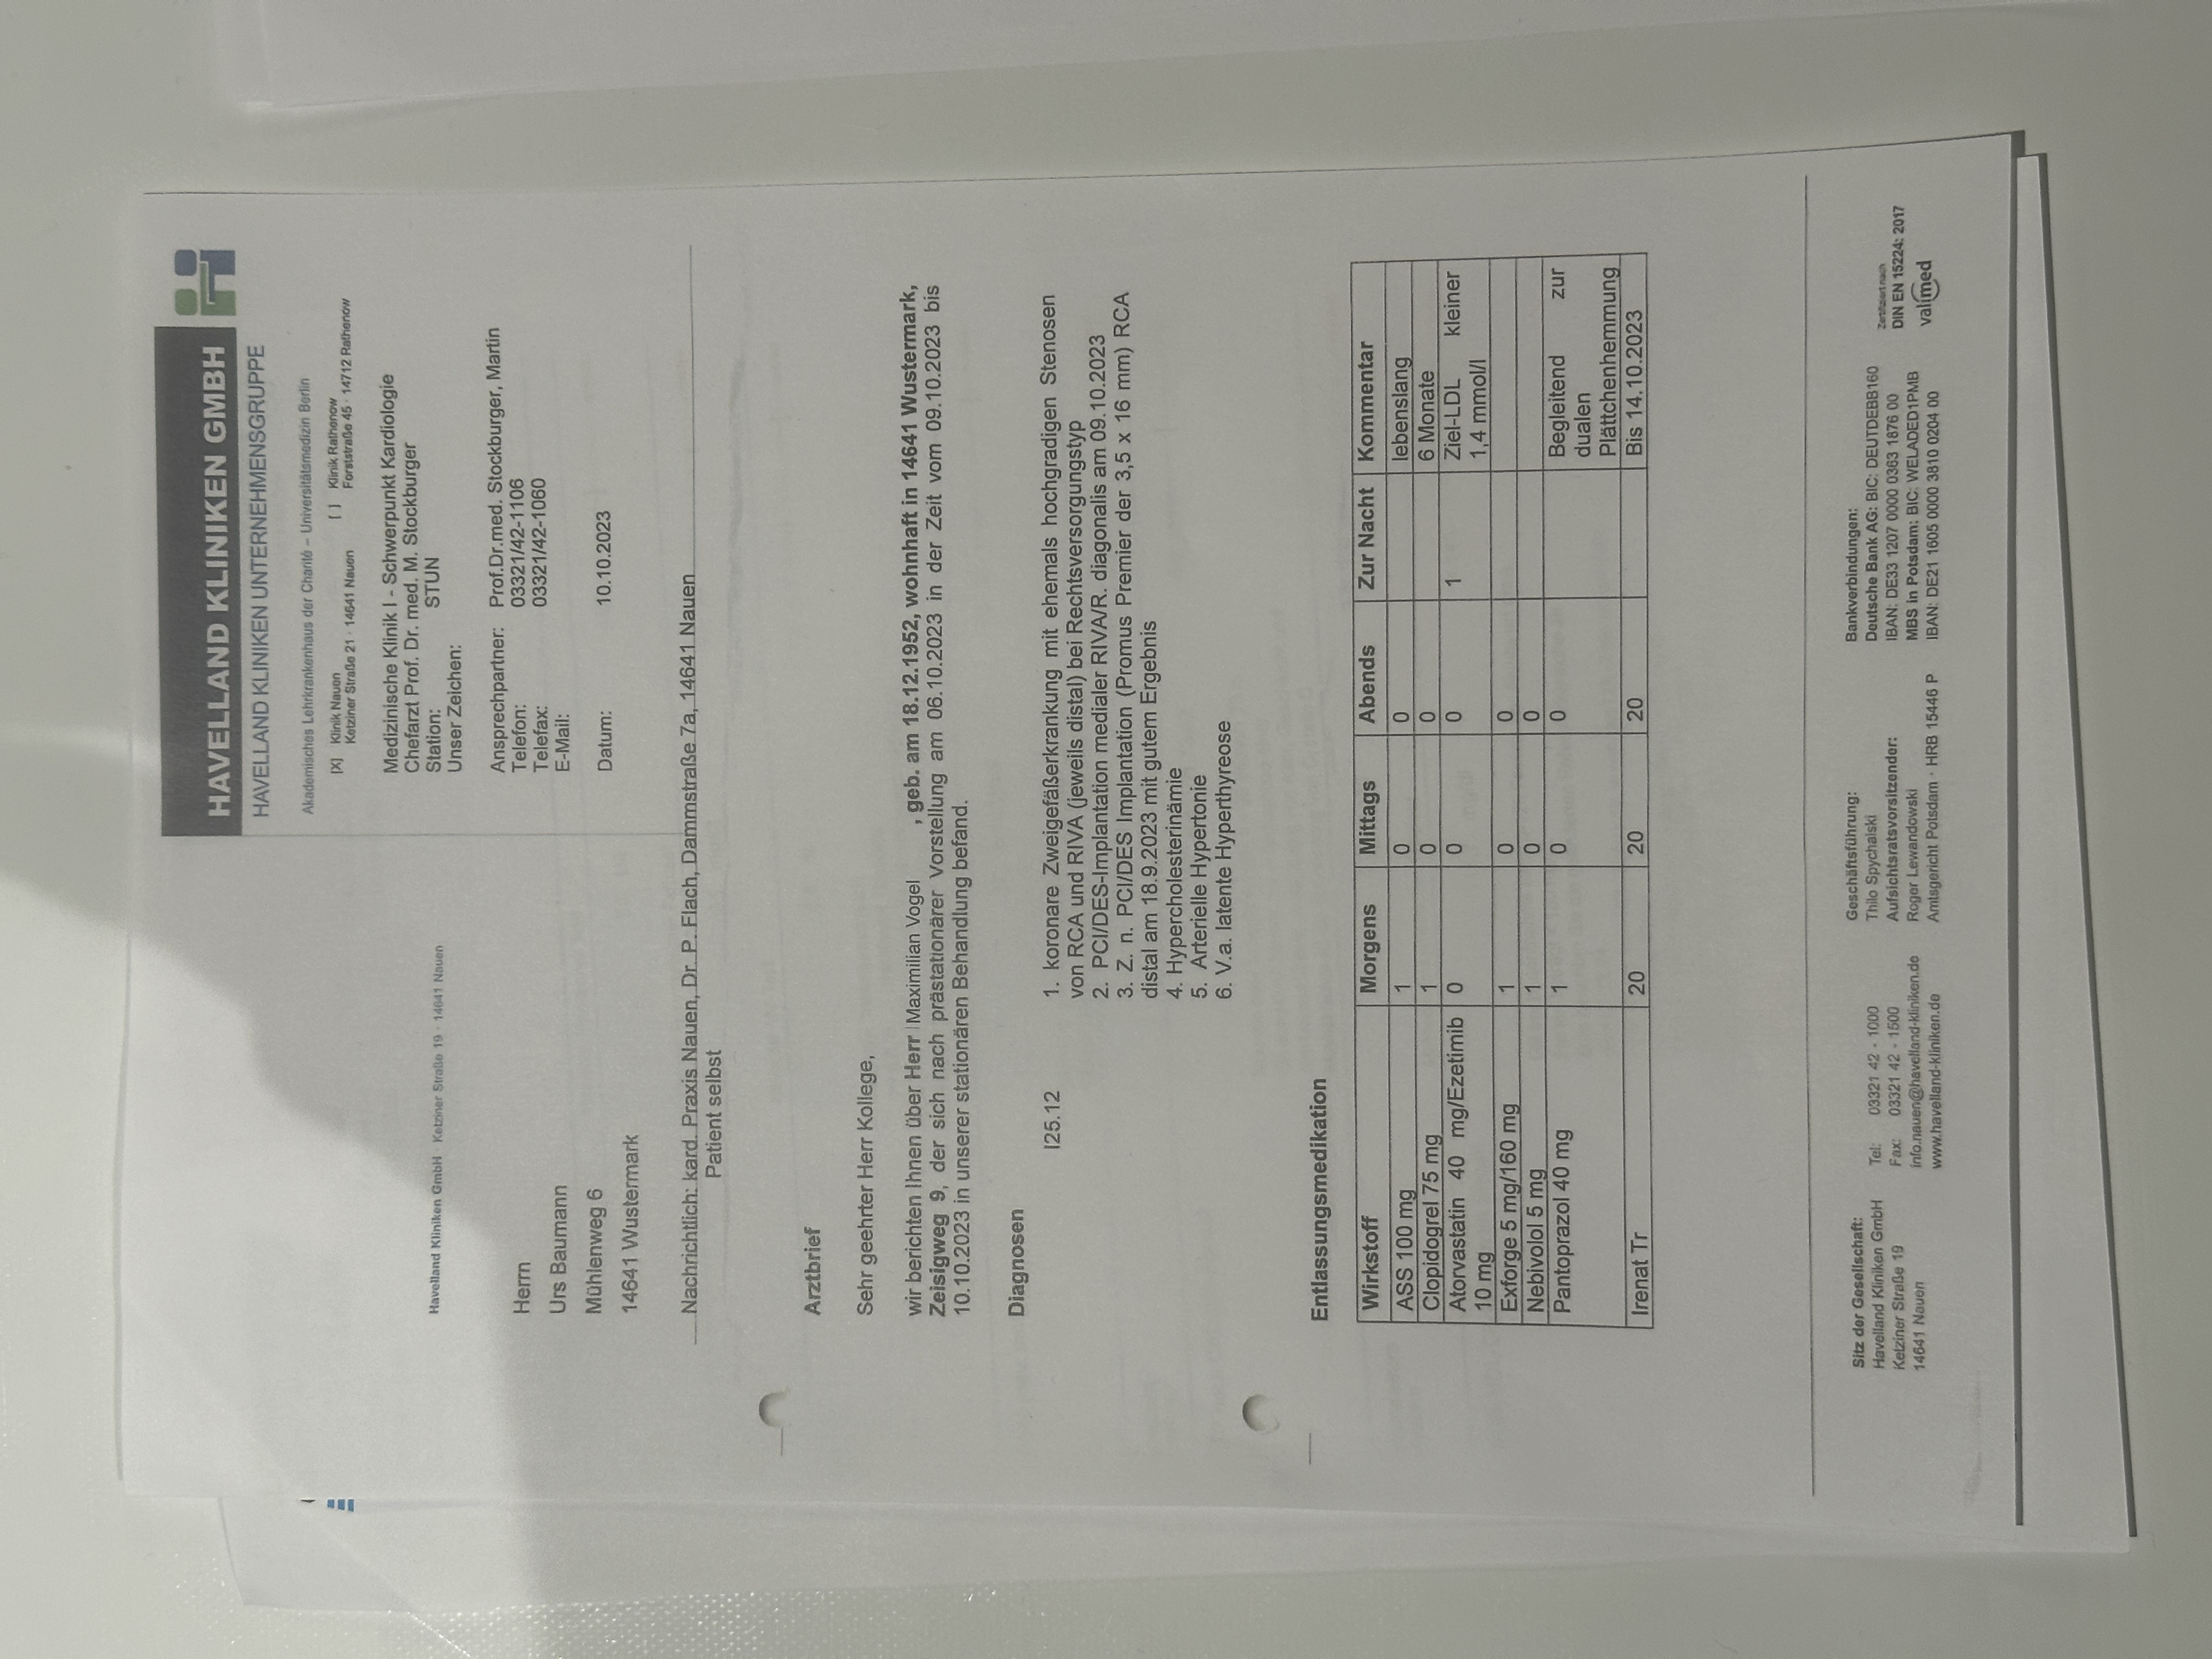 HAVELLAND KLINIKEN GMBH
HAVELLAND KLINIKEN UNTERNEHMENSGRUPPE
Akademisches Lehrkrankenhaus der Charité – Universitätsmedizin Berlin
[X] Klinik Nauen
Ketziner Straße 21 · 14641 Nauen
[ ] Klinik Rathenow
Forststraße 45 · 14712 Rathenow
Medizinische Klinik I - Schwerpunkt Kardiologie
Chefarzt Prof. Dr. med. M. Stockburger
Station: STUN
Unser Zeichen:
Ansprechpartner: Prof.Dr.med. Stockburger, Martin
Telefon: 03321/42-1106
Telefax: 03321/42-1060
E-Mail:
Datum: 10.10.2023
Havelland Kliniken GmbH · Ketziner Straße 19 · 14641 Nauen
Herrn
Urs Baumann
Mühlenweg 6
14641 Wustermark
Nachrichtlich: kard. Praxis Nauen, Dr. P. Flach, Dammstraße 7a, 14641 Nauen
Patient selbst
Arztbrief
Sehr geehrter Herr Kollege,
wir berichten Ihnen über Herr Maximilian Vogel , geb. am 18.12.1952, wohnhaft in 14641 Wustermark,
Zeisigweg 9, der sich nach prästationärer Vorstellung am 06.10.2023 in der Zeit vom 09.10.2023 bis
10.10.2023 in unserer stationären Behandlung befand.
Diagnosen
I25.12 1. koronare Zweigefäßerkrankung mit ehemals hochgradigen Stenosen
von RCA und RIVA (jeweils distal) bei Rechtsversorgungstyp
2. PCI/DES-Implantation medialer RIVA/R. diagonalis am 09.10.2023
3. Z. n. PCI/DES Implantation (Promus Premier der 3,5 x 16 mm) RCA
distal am 18.9.2023 mit gutem Ergebnis
4. Hypercholesterinämie
5. Arterielle Hypertonie
6. V.a. latente Hyperthyreose
Entlassungsmedikation
Wirkstoff Morgens Mittags Abends Zur Nacht Kommentar
ASS 100 mg 1 0 0 lebenslang
Clopidogrel 75 mg 1 0 0 6 Monate
Atorvastatin 40 mg/Ezetimib 0 0 0 1 Ziel-LDL kleiner
10 mg 1,4 mmol/l
Exforge 5 mg/160 mg 1 0 0
Nebivolol 5 mg 1 0 0
Pantoprazol 40 mg 1 0 0 Begleitend zur
dualen
Plättchenhemmung
Irenat Tr 20 20 20 Bis 14.10.2023
Sitz der Gesellschaft:
Havelland Kliniken GmbH
Ketziner Straße 19
14641 Nauen
Tel: 03321 42 - 1000
Fax: 03321 42 - 1500
info.nauen@havelland-kliniken.de
www.havelland-kliniken.de
Geschäftsführung:
Thilo Spychalski
Aufsichtsratsvorsitzender:
Roger Lewandowski
Amtsgericht Potsdam · HRB 15446 P
Bankverbindungen:
Deutsche Bank AG: BIC: DEUTDEBB160
IBAN: DE33 1207 0000 0363 1876 00
MBS in Potsdam: BIC: WELADED1PMB
IBAN: DE21 1605 0000 3810 0204 00
Zertifiziert nach
DIN EN 15224: 2017
valimed